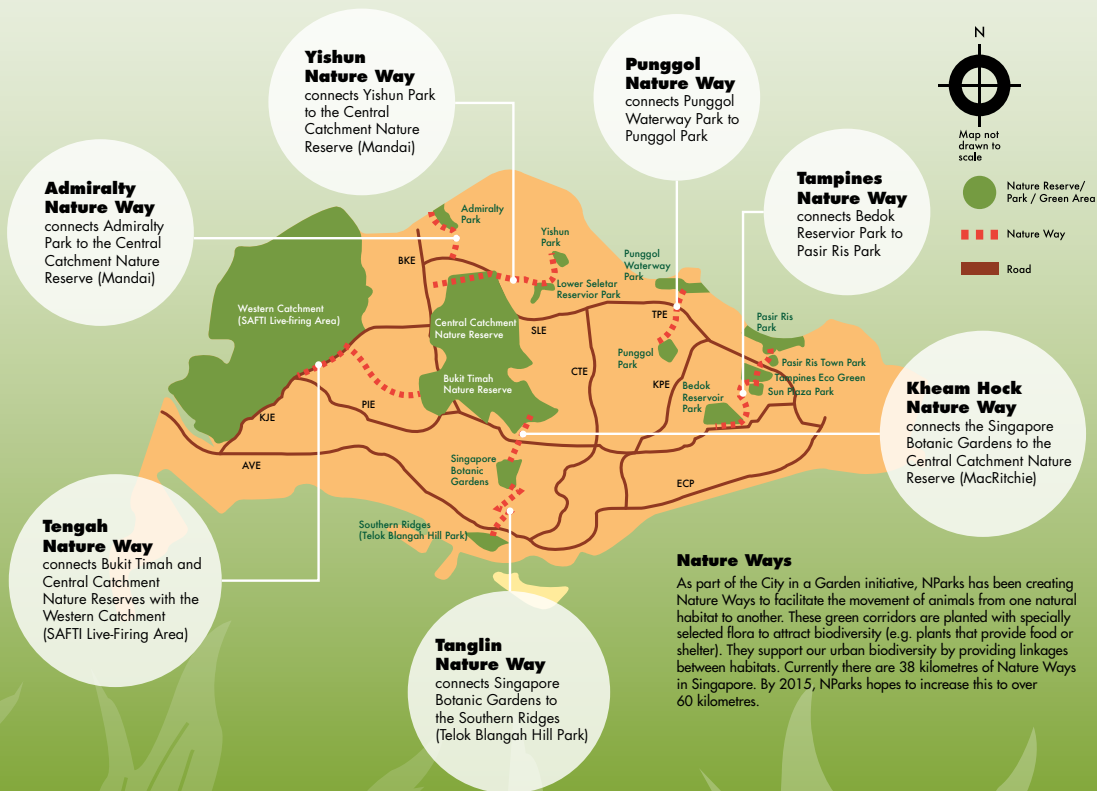 Yishun
Nature Way
connects Yishun Park
to the Central
Catchment Nature
Reserve (Mandai)
Punggol
Nature Way
connects Punggol
Waterway Park to
Punggol Park
N
Map not
drawn to
scale
Nature Reserve/
Park / Green Area
Nature Way
Road
Admiralty
Nature Way
connects Admiralty
Park to the Central
Catchment Nature
Reserve (Mandai)
Tampines
Nature Way
connects Bedok
Reservior Park to
Pasir Ris Park
Admiralty
Park
Yishun
Park
BKE
Punggol
Waterway
Park
Lower Seletar
Reservior Park
Western Catchment
(SAFTI Live-firing Area)
Central Catchment
Nature Reserve
SLE
TPE
Pasir Ris
Park
Punggol
Park
Pasir Ris Town Park
Tampines Eco Green
Sun Plaza Park
CTE
KPE
Bedok
Reservoir
Park
Bukit Timah
Nature Reserve
PIE
KJE
AVE
Singapore
Botanic
Gardens
ECP
Southern Ridges
(Telok Blangah Hill Park)
Kheam Hock
Nature Way
connects the Singapore
Botanic Gardens to the
Central Catchment Nature
Reserve (MacRitchie)
Tengah
Nature Way
connects Bukit Timah and
Central Catchment
Nature Reserves with the
Western Catchment
(SAFTI Live-Firing Area)
Tanglin
Nature Way
connects Singapore
Botanic Gardens to
the Southern Ridges
(Telok Blangah Hill Park)
Nature Ways
As part of the City in a Garden initiative, NParks has been creating
Nature Ways to facilitate the movement of animals from one natural
habitat to another. These green corridors are planted with specially
selected flora to attract biodiversity (e.g. plants that provide food or
shelter). They support our urban biodiversity by providing linkages
between habitats. Currently there are 38 kilometres of Nature Ways
in Singapore. By 2015, NParks hopes to increase this to over
60 kilometres.